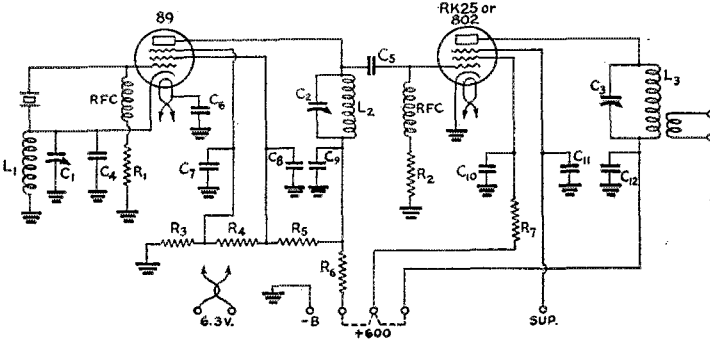 89
RK25 or
802
RFC
C6
C2
L2
C5
RFC
C3
L3
L1
C1
C4
R1
C7
C8
C9
R2
C10
C11
C12
R3
R4
R5
R6
R7
6.3V.
-B
+600
SUP.